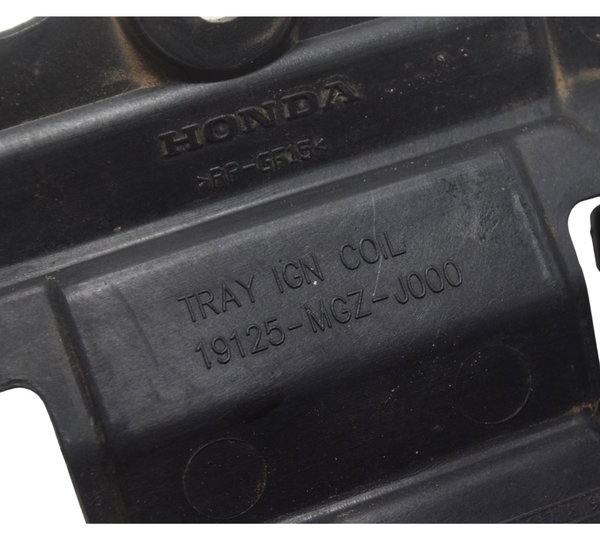 HONDA
>PP-GF15<
TRAY IGN COIL
19125-MGZ-J000